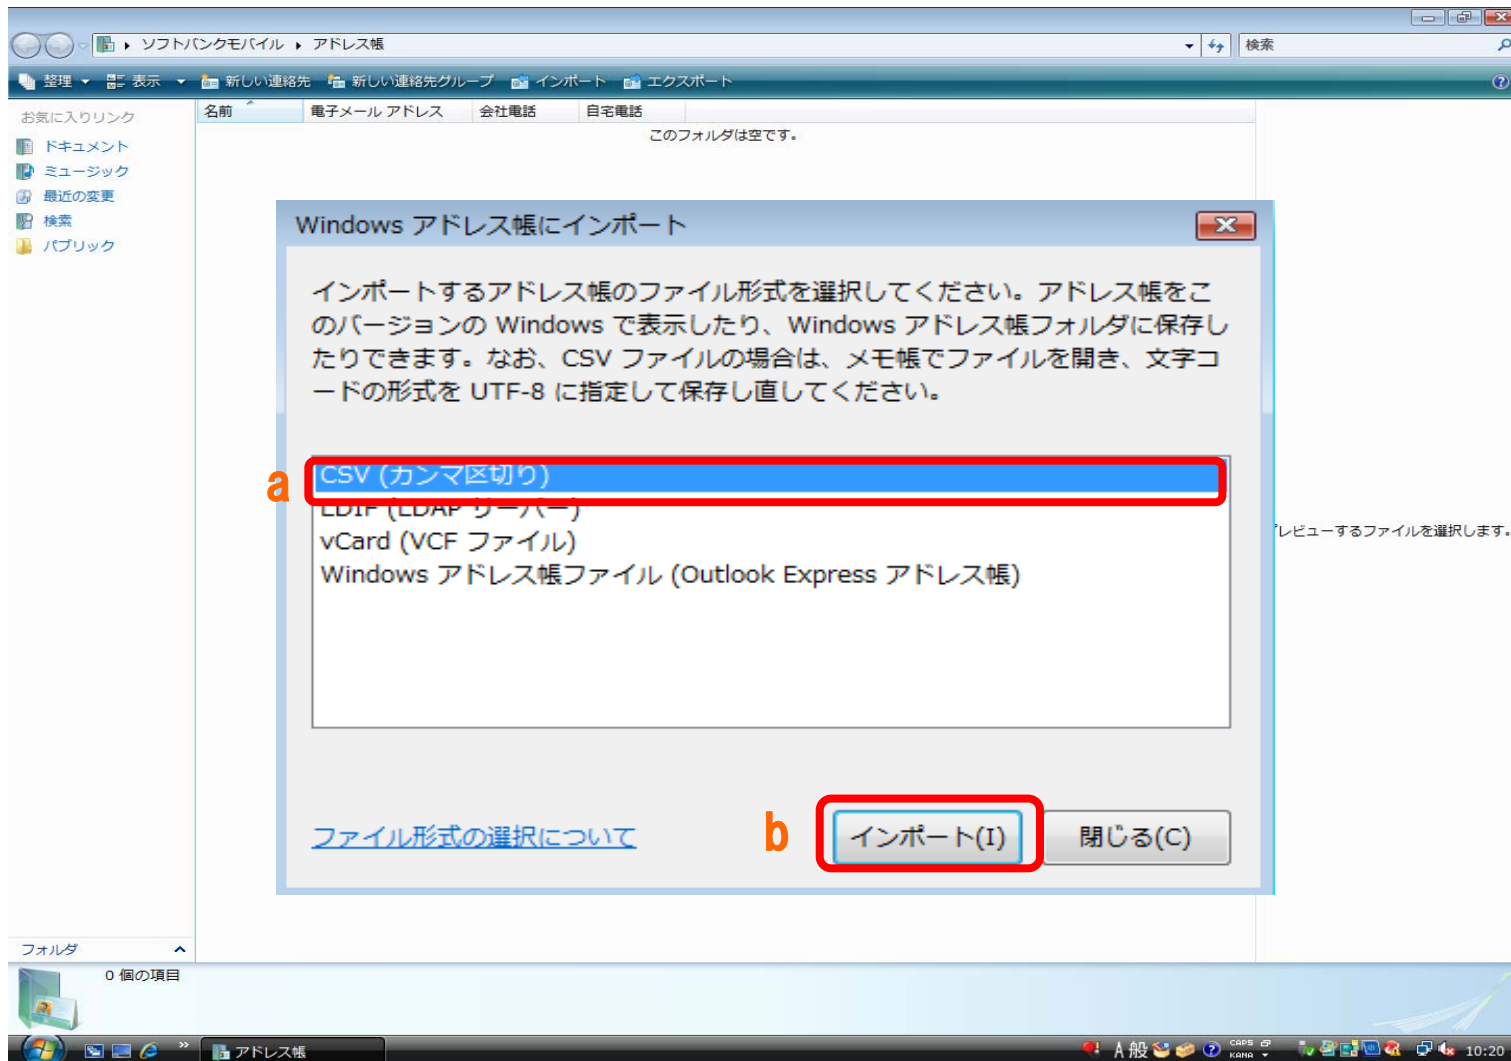 ソフトバンクモバイル ▸ アドレス帳
検索
整理 表示 新しい連絡先 新しい連絡先グループ インポート エクスポート
お気に入りリンク
ドキュメント
ミュージック
最近の変更
検索
パブリック
名前 電子メール アドレス 会社電話 自宅電話
このフォルダは空です。
Windows アドレス帳にインポート
インポートするアドレス帳のファイル形式を選択してください。アドレス帳をこ
のバージョンの Windows で表示したり、Windows アドレス帳フォルダに保存し
たりできます。なお、CSV ファイルの場合は、メモ帳でファイルを開き、文字コ
ードの形式を UTF-8 に指定して保存し直してください。
a
CSV (カンマ区切り)
LDIF (LDAP サーバー)
vCard (VCF ファイル)
Windows アドレス帳ファイル (Outlook Express アドレス帳)
ファイル形式の選択について
b
インポート(I)
閉じる(C)
レビューするファイルを選択します。
フォルダ
0 個の項目
アドレス帳
A 般
CAPS
KANA
10:20